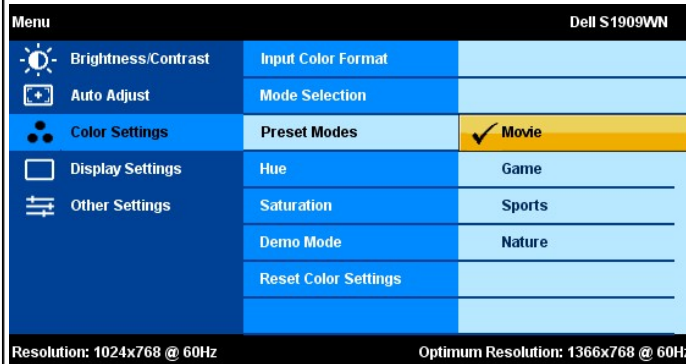 Menu Dell S1909WN
Brightness/Contrast Input Color Format
Auto Adjust Mode Selection
Color Settings Preset Modes Movie
Display Settings Hue Game
Other Settings Saturation Sports
Demo Mode Nature
Reset Color Settings
Resolution: 1024x768 @ 60Hz Optimum Resolution: 1366x768 @ 60H